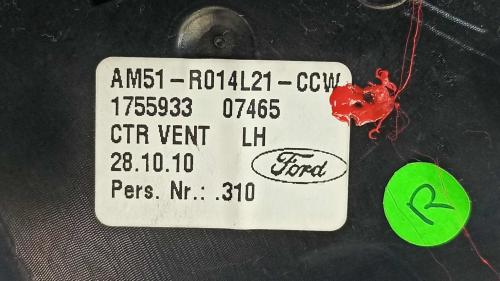 AM51-R014L21-CCW
1755933 07465
CTR VENT LH
28.10.10 Ford
Pers. Nr.: .310
R